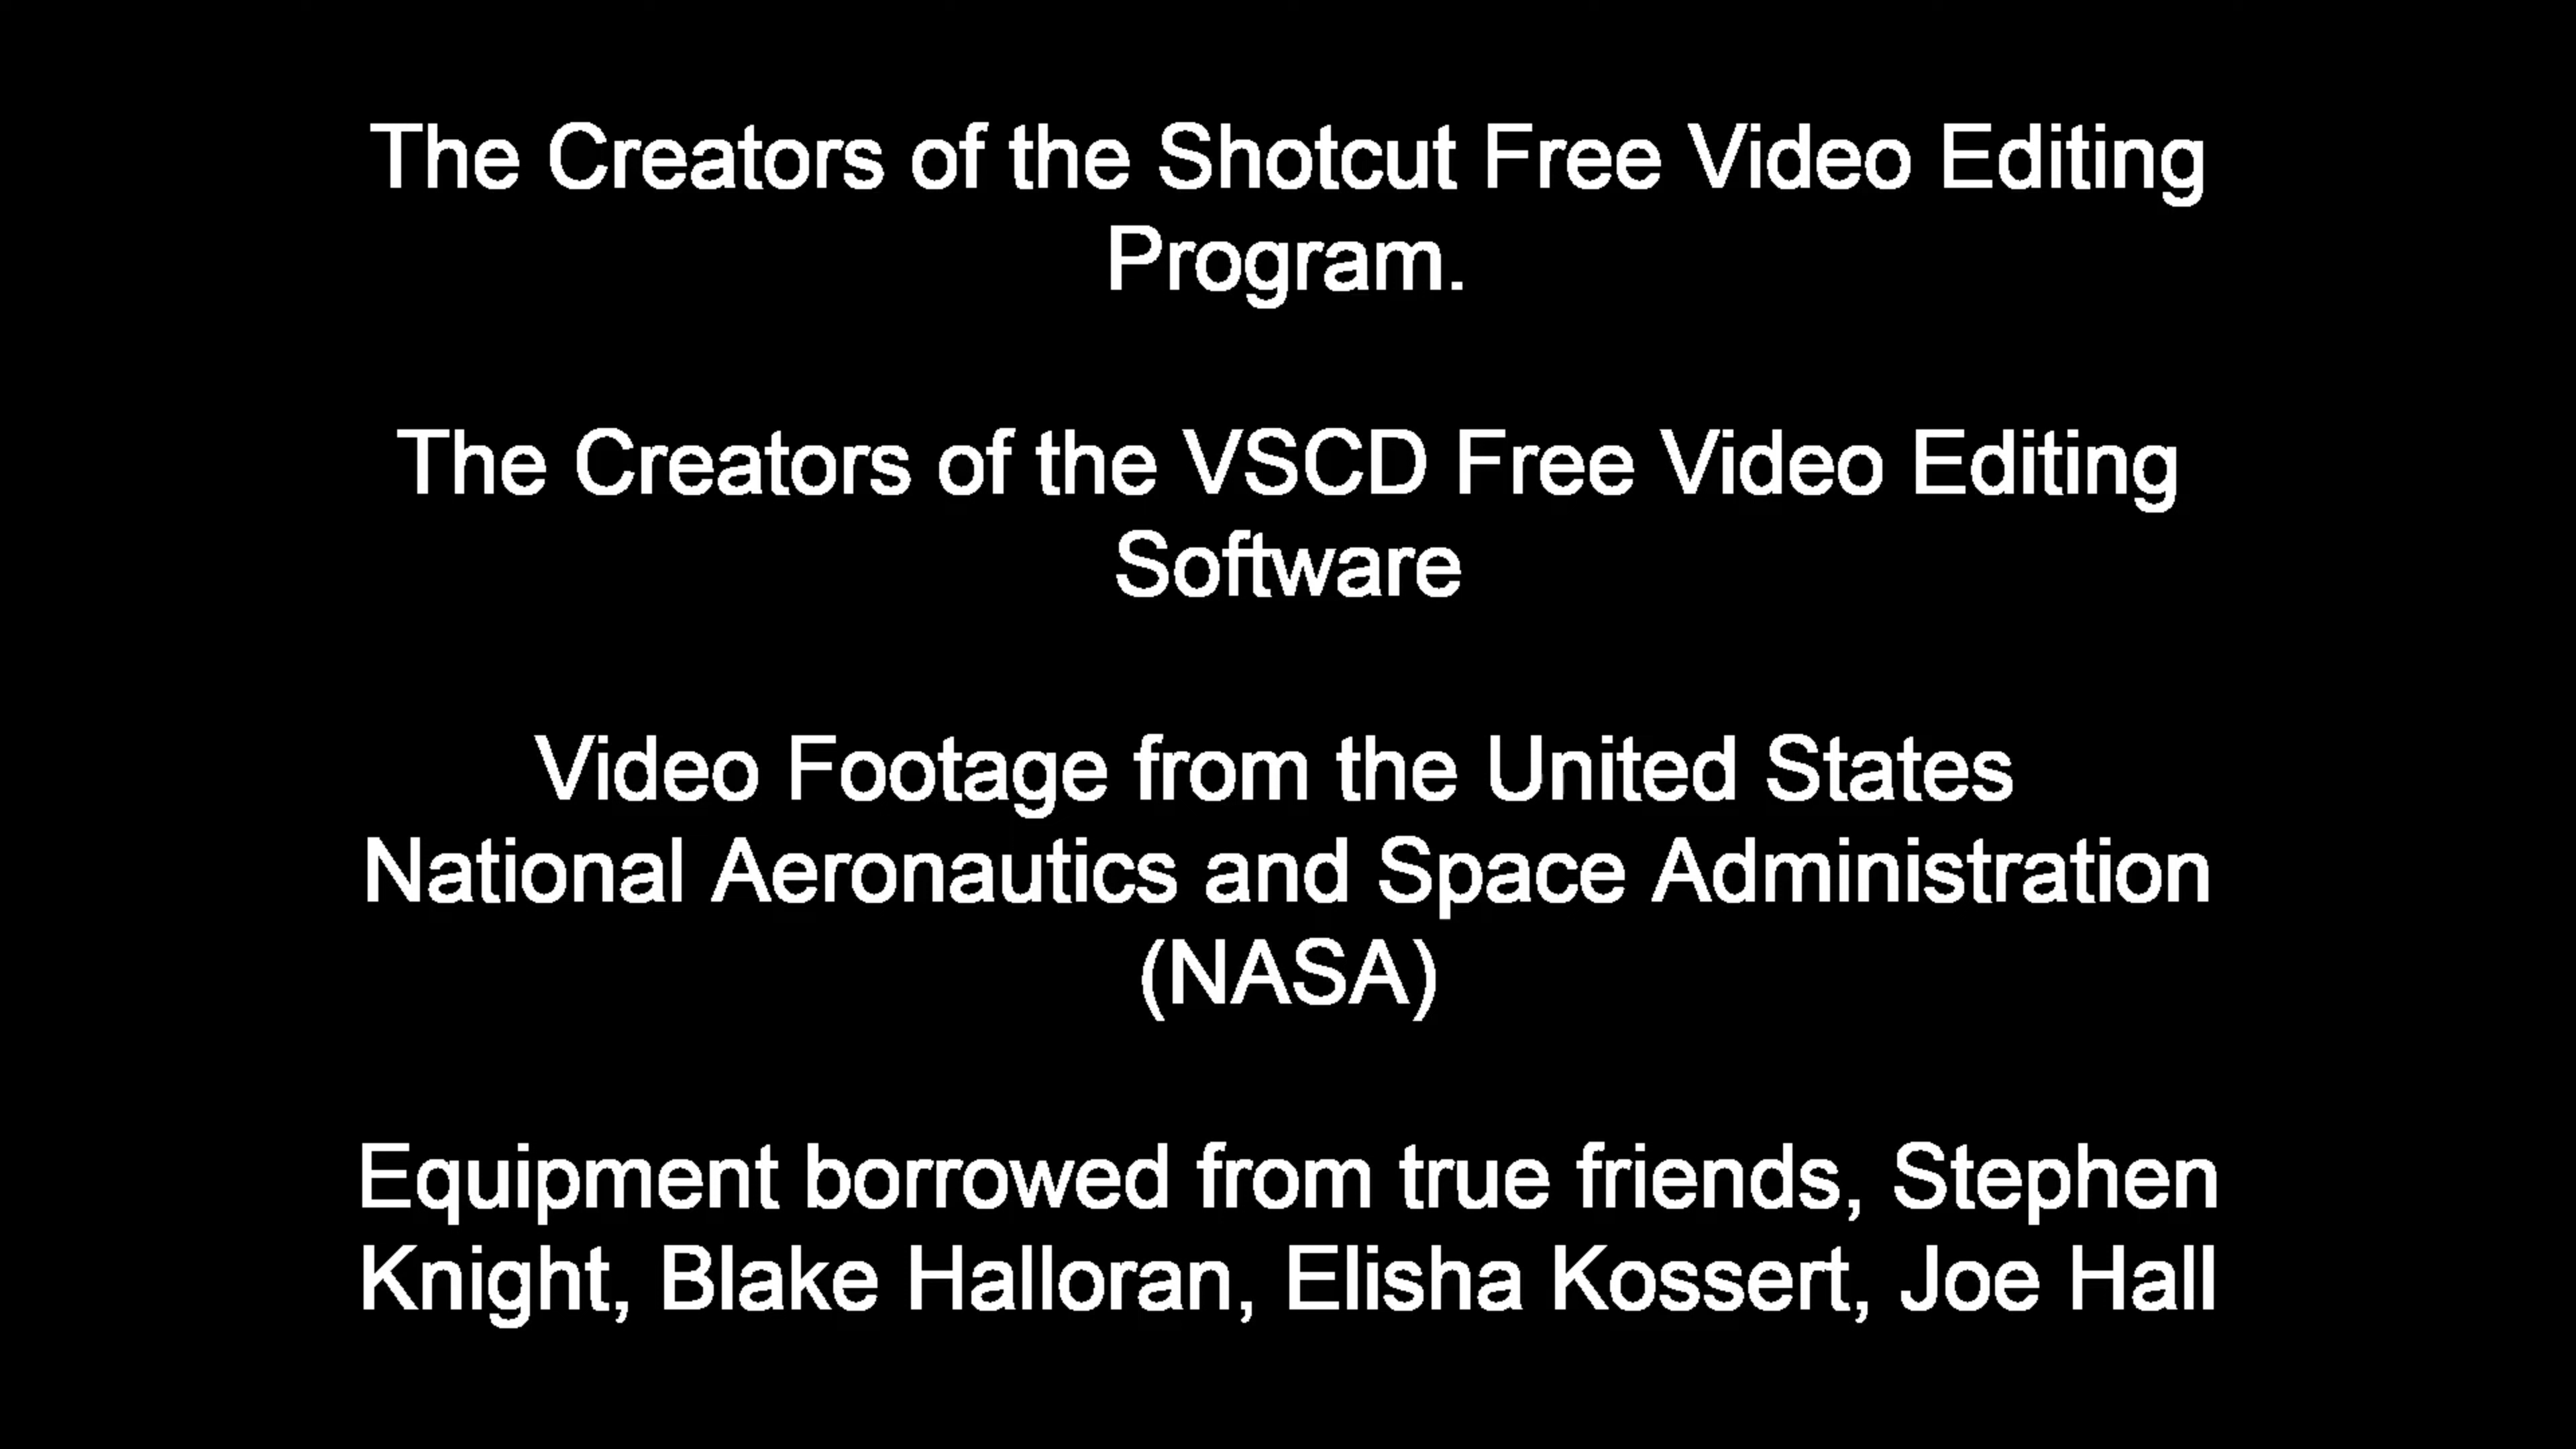 The Creators of the Shotcut Free Video Editing
Program.
The Creators of the VSCD Free Video Editing
Software
Video Footage from the United States
National Aeronautics and Space Administration
(NASA)
Equipment borrowed from true friends, Stephen
Knight, Blake Halloran, Elisha Kossert, Joe Hall